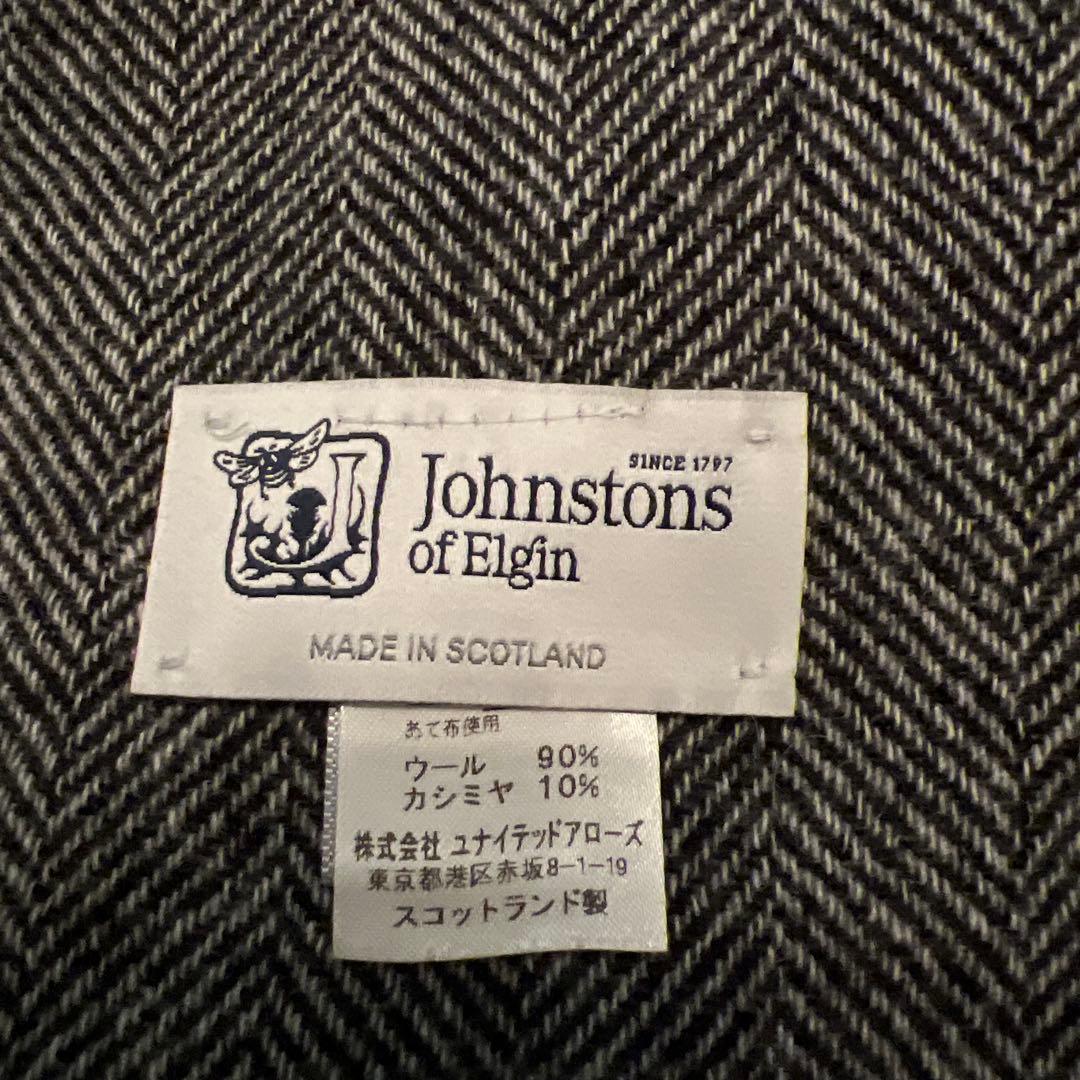 SINCE 1797
Johnstons
of Elgin
MADE IN SCOTLAND
あて布使用
ウール 90%
カシミヤ 10%
株式会社 ユナイテッドアローズ
東京都港区赤坂8-1-19
スコットランド製